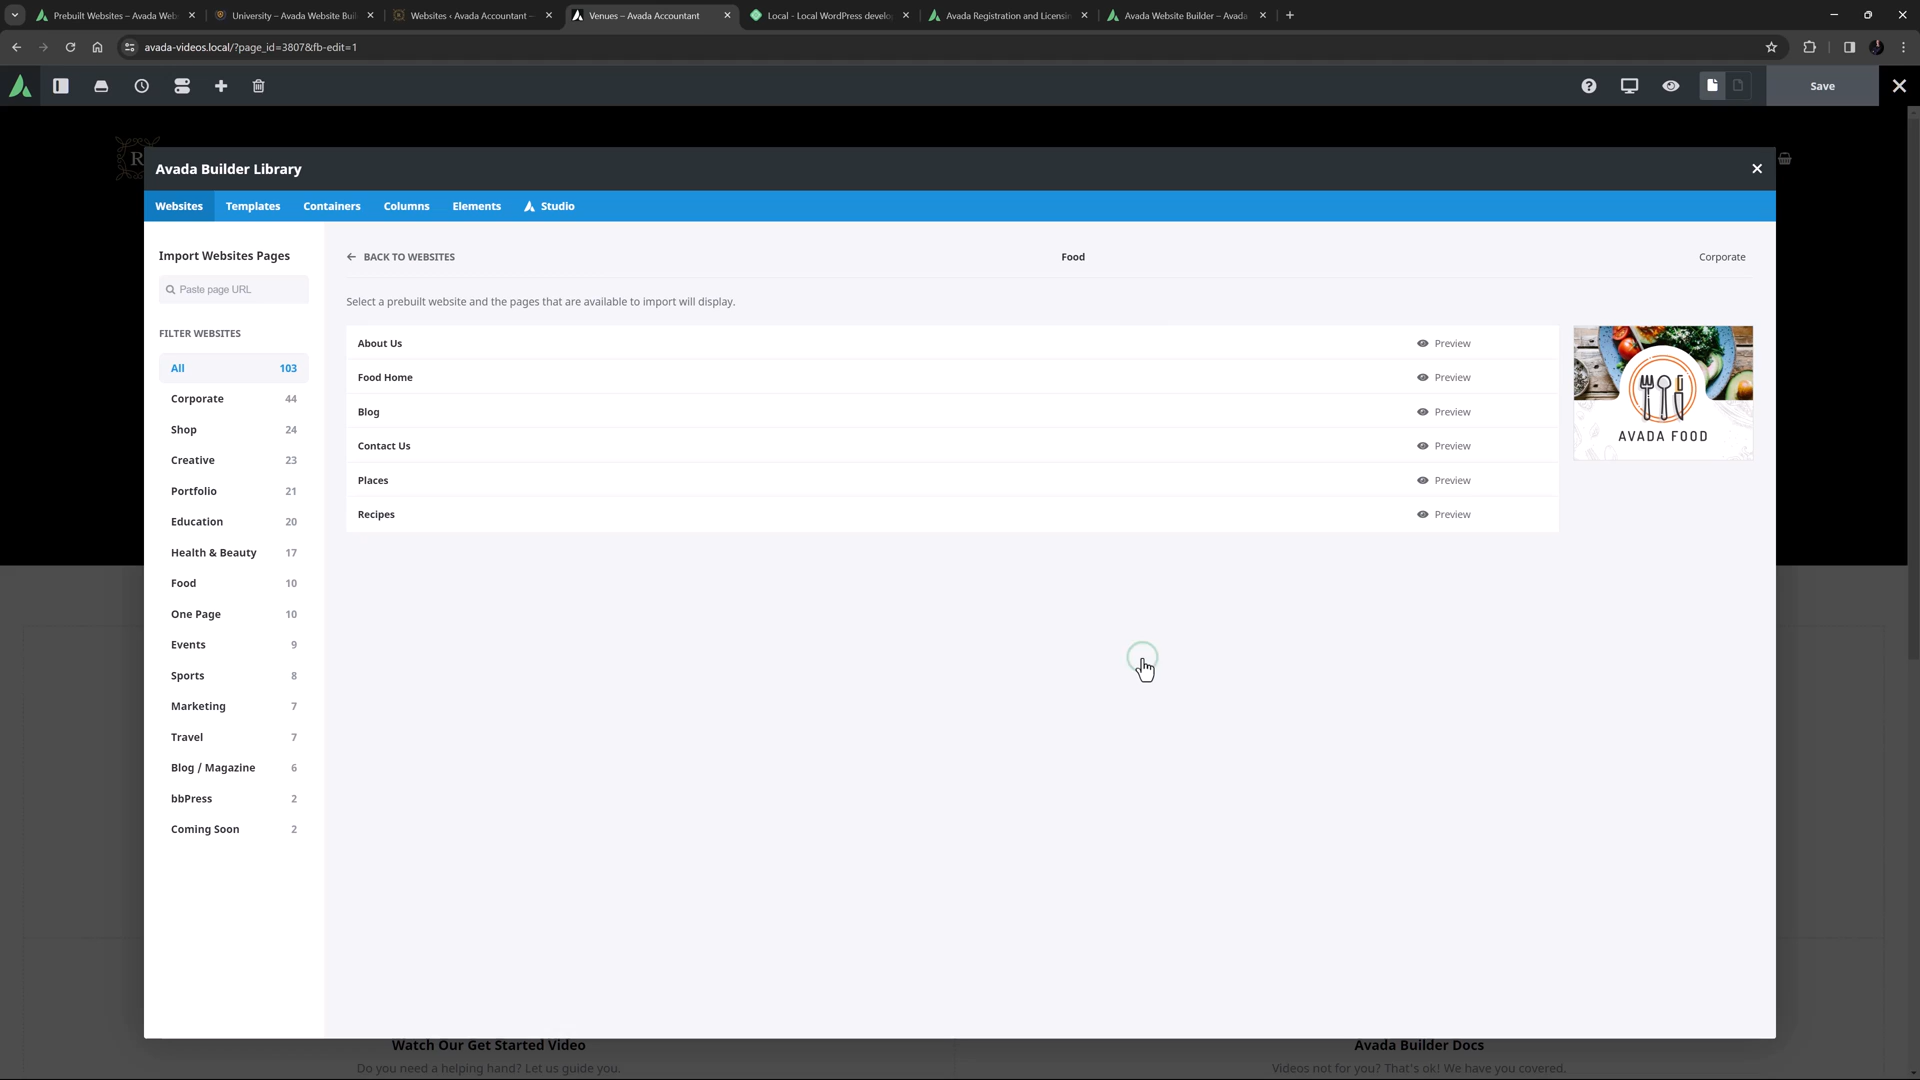 Prebuilt Websites – Avada Web
University – Avada Website Buil
Websites ‹ Avada Accountant –
Venues – Avada Accountant
Local - Local WordPress develo
Avada Registration and Licensin
Avada Website Builder – Avada
avada-videos.local/?page_id=3807&fb-edit=1
Save
R
Avada Builder Library
Websites
Templates
Containers
Columns
Elements
Studio
Import Websites Pages
Paste page URL
FILTER WEBSITES
All 103
Corporate 44
Shop 24
Creative 23
Portfolio 21
Education 20
Health & Beauty 17
Food 10
One Page 10
Events 9
Sports 8
Marketing 7
Travel 7
Blog / Magazine 6
bbPress 2
Coming Soon 2
BACK TO WEBSITES
Food
Corporate
Select a prebuilt website and the pages that are available to import will display.
About Us Preview
Food Home Preview
Blog Preview
Contact Us Preview
Places Preview
Recipes Preview
AVADA FOOD
Watch Our Get Started Video
Do you need a helping hand? Let us guide you.
Avada Builder Docs
Videos not for you? That's ok! We have you covered.